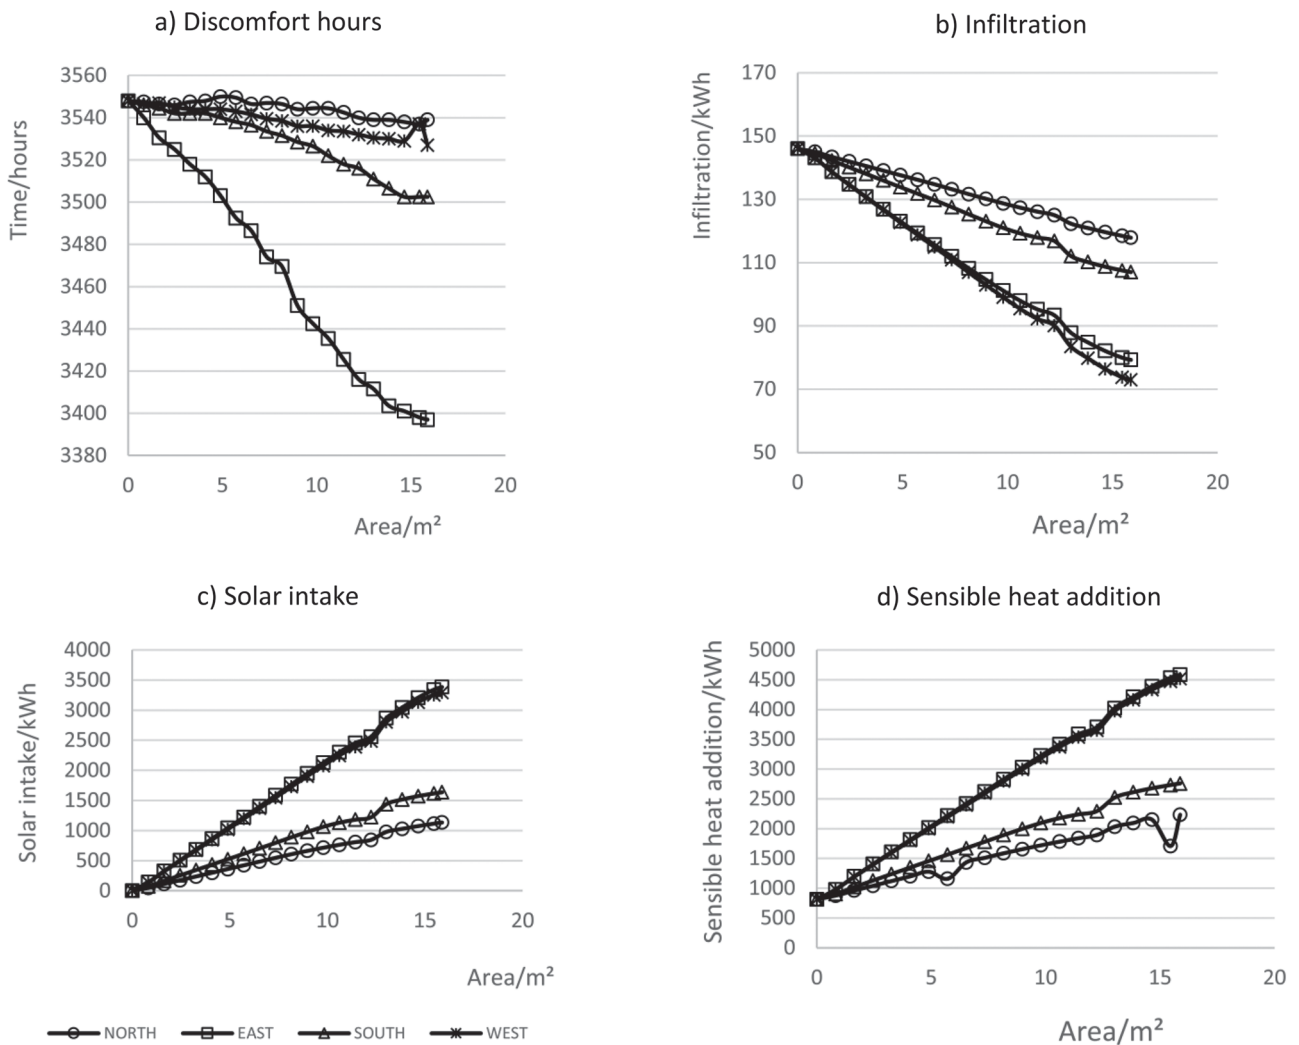 a) Discomfort hours
3560
3540
3520
3500
3480
3460
3440
3420
3400
3380
Time/hours
0 5 10 15 20
Area/m²
b) Infiltration
170
150
130
110
90
70
50
Infiltration/kWh
0 5 10 15 20
Area/m²
c) Solar intake
4000
3500
3000
2500
2000
1500
1000
500
0
Solar intake/kWh
0 5 10 15 20
Area/m²
d) Sensible heat addition
5000
4500
4000
3500
3000
2500
2000
1500
1000
500
0
Sensible heat addition/kWh
0 5 10 15 20
Area/m²
NORTH EAST SOUTH WEST